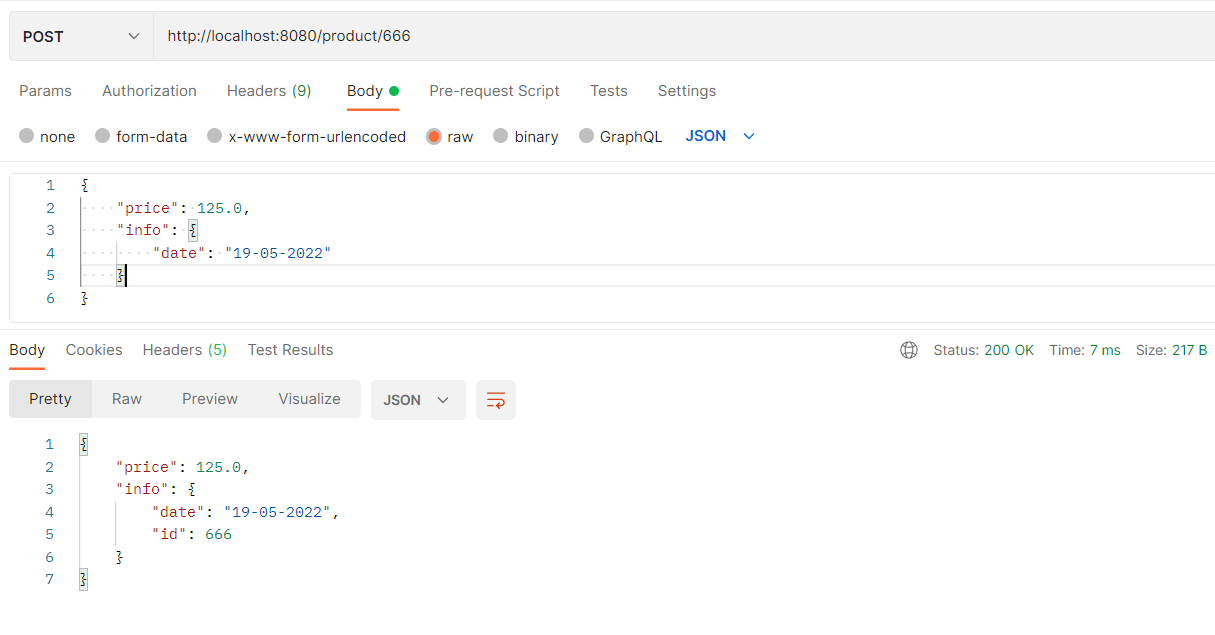 POST http://localhost:8080/product/666
Params Authorization Headers (9) Body Pre-request Script Tests Settings
none form-data x-www-form-urlencoded raw binary GraphQL JSON
1 {
2 "price": 125.0,
3 "info": {
4 "date": "19-05-2022"
5 }
6 }
Body Cookies Headers (5) Test Results Status: 200 OK Time: 7 ms Size: 217 B
Pretty Raw Preview Visualize JSON
1 {
2 "price": 125.0,
3 "info": {
4 "date": "19-05-2022",
5 "id": 666
6 }
7 }